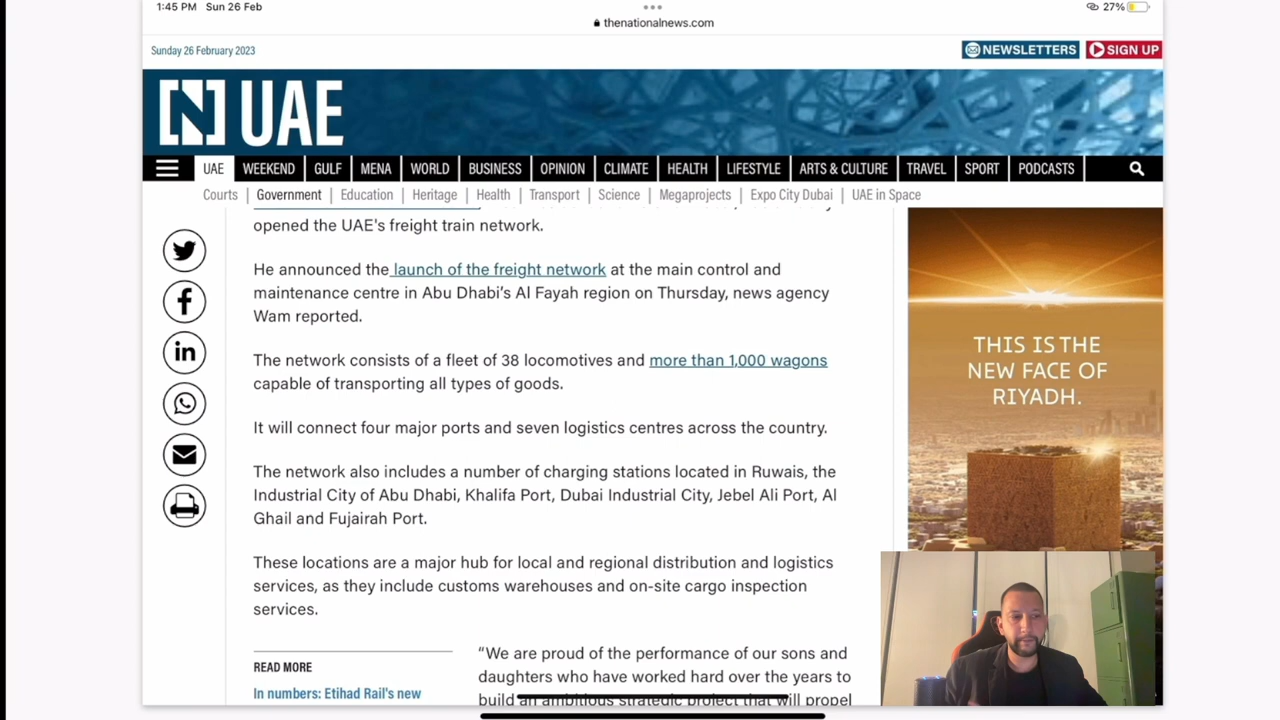 1:45 PM Sun 26 Feb
27%
thenationalnews.com
Sunday 26 February 2023
NEWSLETTERS
SIGN UP
N UAE
UAE WEEKEND GULF MENA WORLD BUSINESS OPINION CLIMATE HEALTH LIFESTYLE ARTS & CULTURE TRAVEL SPORT PODCASTS
Courts Government Education Heritage Health Transport Science Megaprojects Expo City Dubai UAE in Space
opened the UAE's freight train network.
He announced the launch of the freight network at the main control and
maintenance centre in Abu Dhabi's Al Fayah region on Thursday, news agency
Wam reported.
The network consists of a fleet of 38 locomotives and more than 1,000 wagons
capable of transporting all types of goods.
It will connect four major ports and seven logistics centres across the country.
The network also includes a number of charging stations located in Ruwais, the
Industrial City of Abu Dhabi, Khalifa Port, Dubai Industrial City, Jebel Ali Port, Al
Ghail and Fujairah Port.
These locations are a major hub for local and regional distribution and logistics
services, as they include customs warehouses and on-site cargo inspection
services.
READ MORE
In numbers: Etihad Rail's new
“We are proud of the performance of our sons and
daughters who have worked hard over the years to
build an ambitious strategic project that will propel
THIS IS THE
NEW FACE OF
RIYADH.